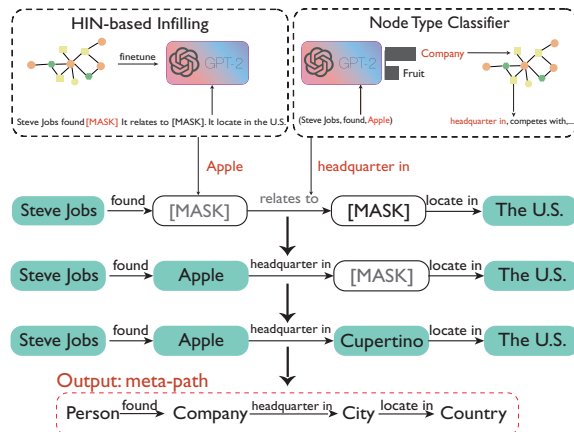 HIN-based Infilling
Node Type Classifier
finetune
GPT-2
GPT-2
Company
Fruit
Steve Jobs found [MASK] It relates to [MASK]. It locate in the U.S.
(Steve Jobs, found, Apple)
headquarter in, competes with,...
Apple
headquarter in
Steve Jobs found [MASK] relates to [MASK] locate in The U.S.
Steve Jobs found Apple headquarter in [MASK] locate in The U.S.
Steve Jobs found Apple headquarter in Cupertino locate in The U.S.
Output: meta-path
Person found Company headquarter in City locate in Country